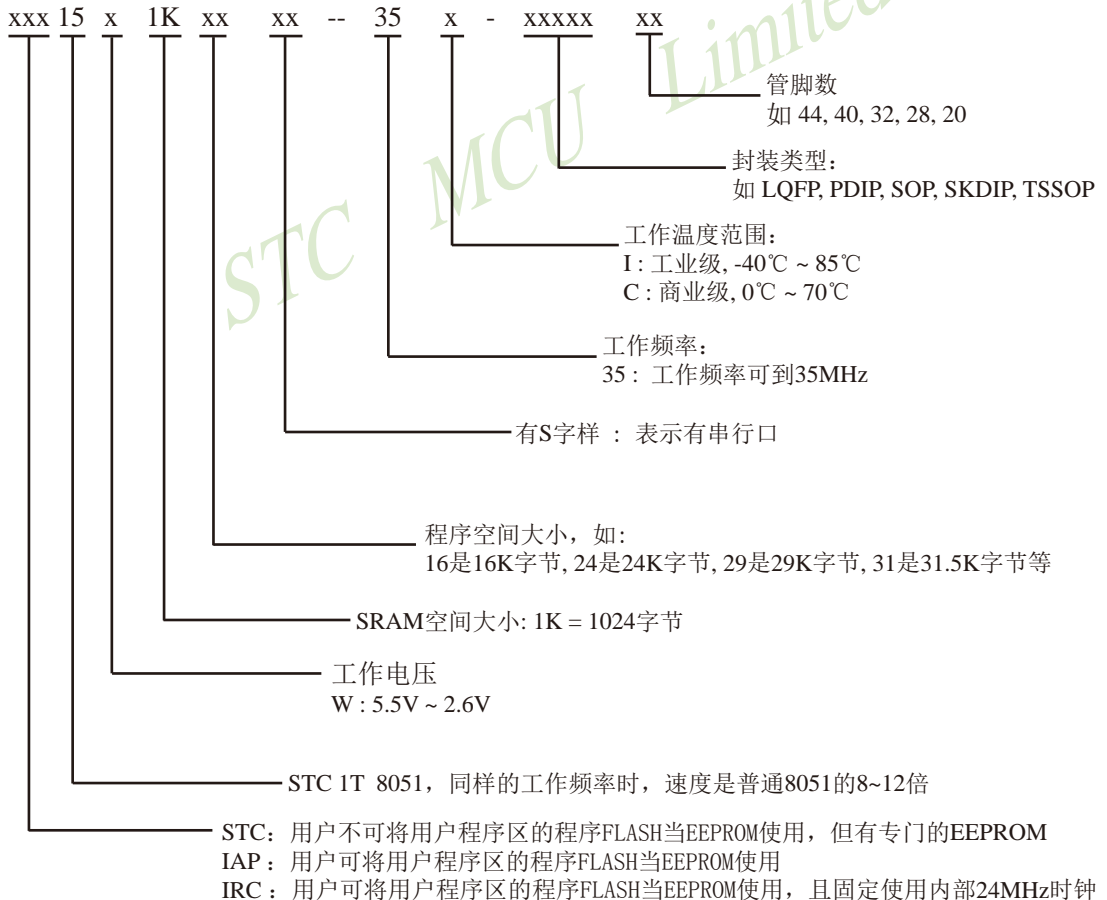 xxx 15 x 1K xx xx -- 35 x - xxxxx xx
管脚数
如 44, 40, 32, 28, 20
封装类型：
如 LQFP, PDIP, SOP, SKDIP, TSSOP
工作温度范围：
I : 工业级, -40℃ ~ 85℃
C : 商业级, 0℃ ~ 70℃
工作频率：
35 : 工作频率可到35MHz
有S字样 : 表示有串行口
程序空间大小，如:
16是16K字节, 24是24K字节, 29是29K字节, 31是31.5K字节等
SRAM空间大小: 1K = 1024字节
工作电压
W : 5.5V ~ 2.6V
STC 1T 8051，同样的工作频率时，速度是普通8051的8~12倍
STC：用户不可将用户程序区的程序FLASH当EEPROM使用，但有专门的EEPROM
IAP：用户可将用户程序区的程序FLASH当EEPROM使用
IRC：用户可将用户程序区的程序FLASH当EEPROM使用，且固定使用内部24MHz时钟
STC MCU Limited